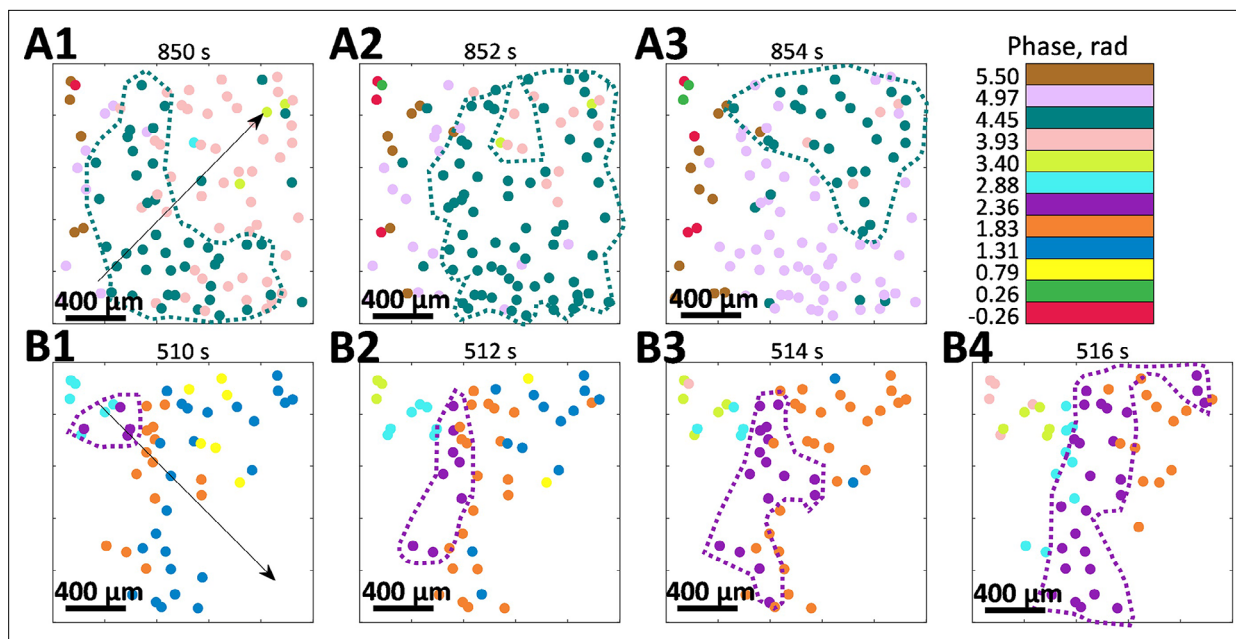 A1
850 s
A2
852 s
A3
854 s
Phase, rad
5.50
4.97
4.45
3.93
3.40
2.88
2.36
1.83
1.31
0.79
0.26
-0.26
400 μm
400 μm
400 μm
B1
510 s
B2
512 s
B3
514 s
B4
516 s
400 μm
400 μm
400 μm
400 μm